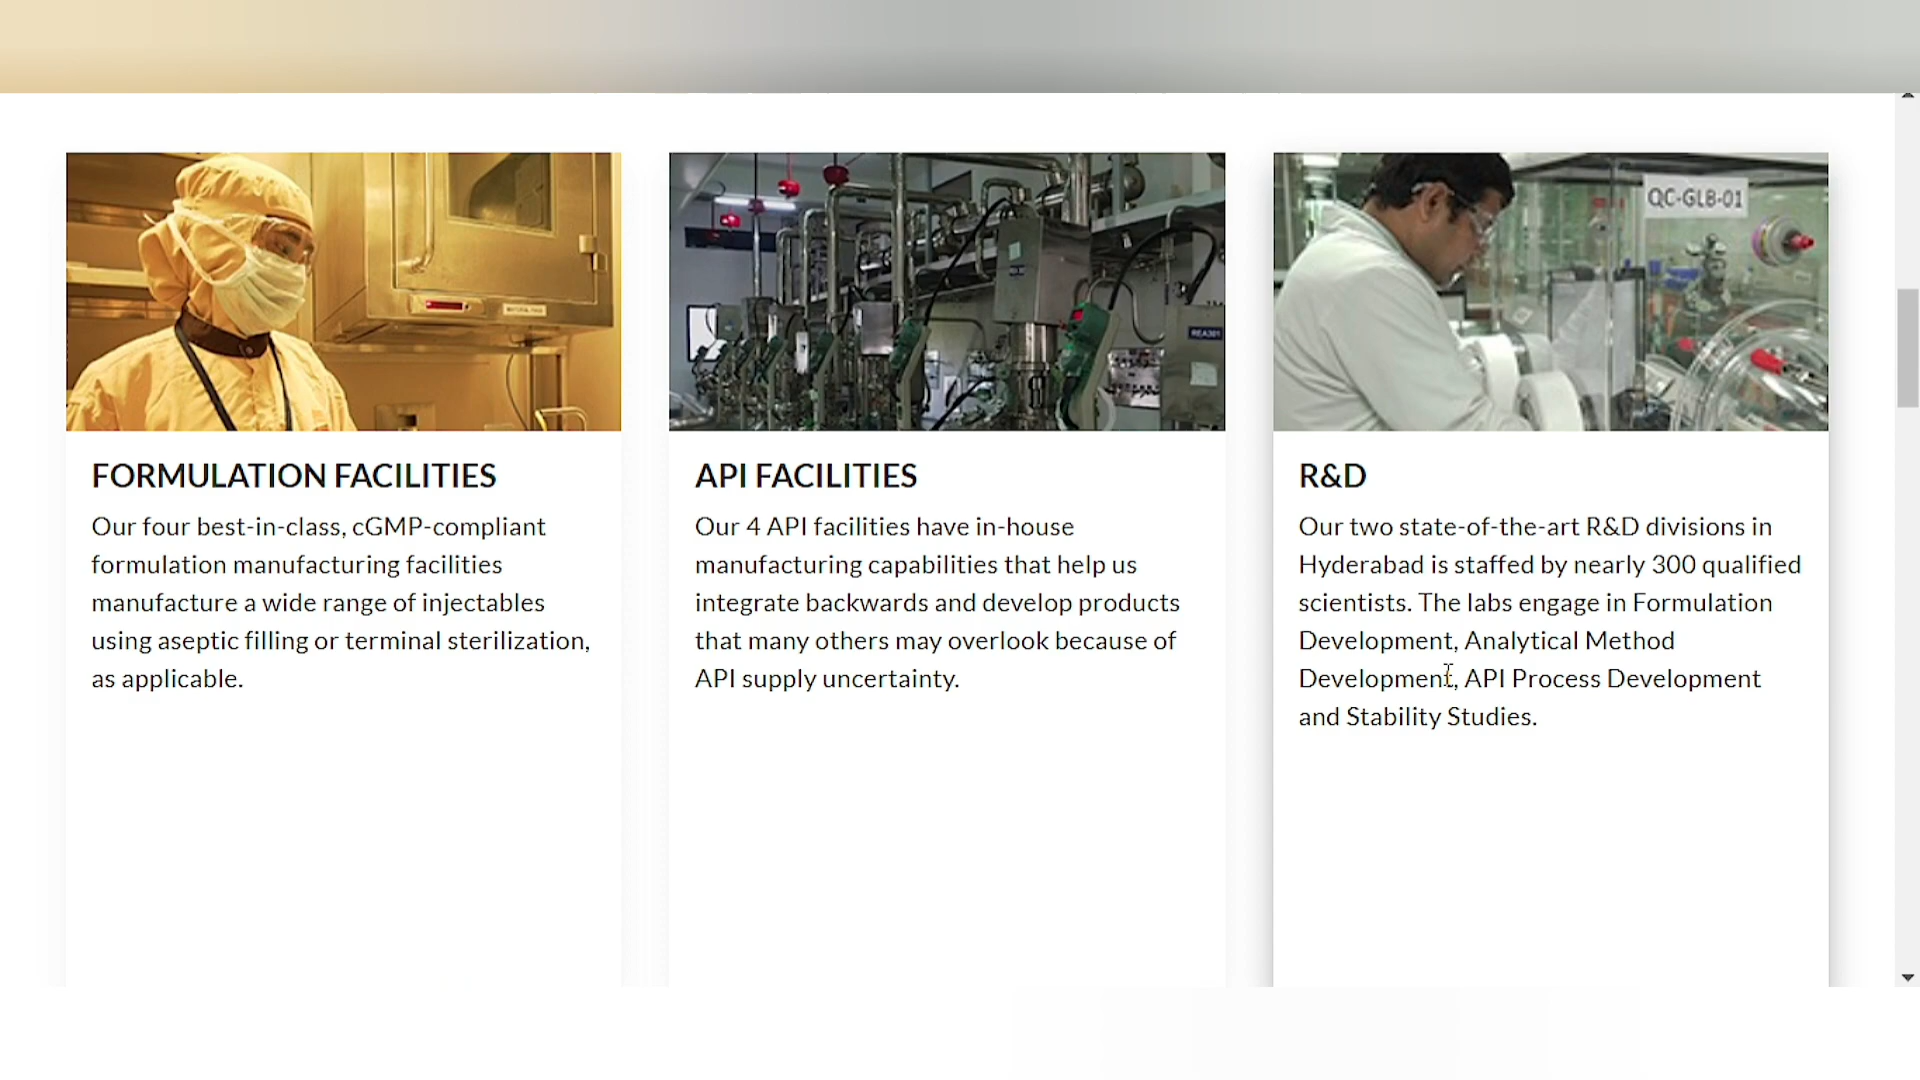 QC-GLB-01
REA301
FORMULATION FACILITIES
Our four best-in-class, cGMP-compliant
formulation manufacturing facilities
manufacture a wide range of injectables
using aseptic filling or terminal sterilization,
as applicable.
API FACILITIES
Our 4 API facilities have in-house
manufacturing capabilities that help us
integrate backwards and develop products
that many others may overlook because of
API supply uncertainty.
R&D
Our two state-of-the-art R&D divisions in
Hyderabad is staffed by nearly 300 qualified
scientists. The labs engage in Formulation
Development, Analytical Method
Development, API Process Development
and Stability Studies.